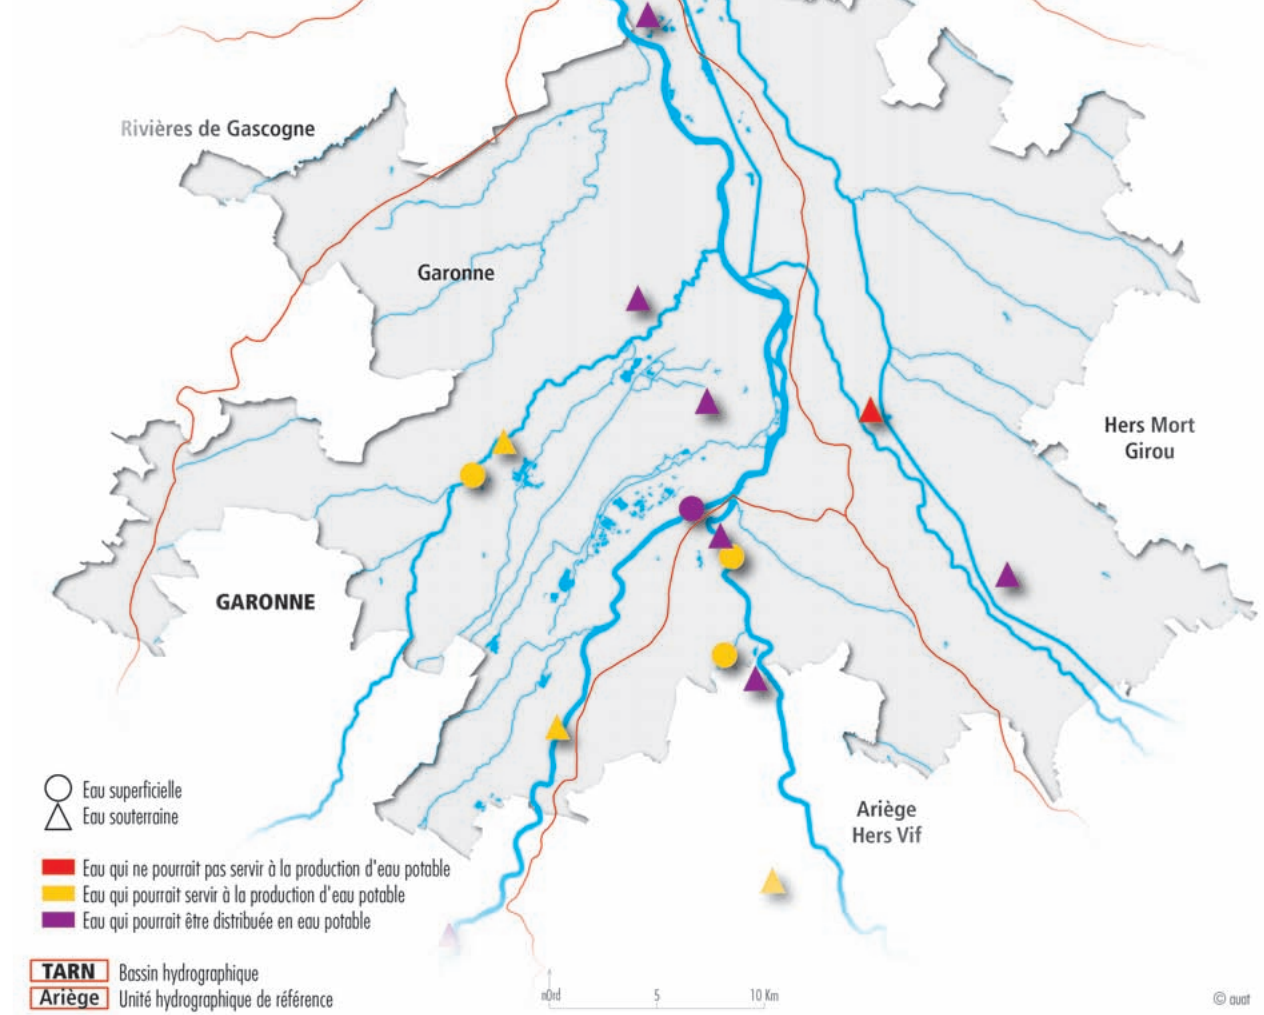 Rivières de Gascogne
Garonne
Hers Mort
Girou
GARONNE
Eau superficielle
Eau souterraine
Ariège
Hers Vif
Eau qui ne pourrait pas servir à la production d'eau potable
Eau qui pourrait servir à la production d'eau potable
Eau qui pourrait être distribuée en eau potable
TARN Bassin hydrographique
Ariège Unité hydrographique de référence
n0rd 5 10 Km
© auat